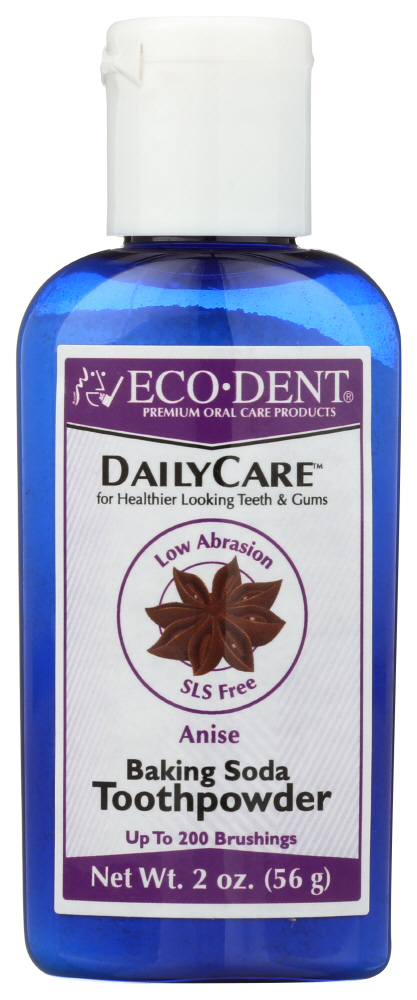 ECO·DENT®
PREMIUM ORAL CARE PRODUCTS
DAILYCARE™
for Healthier Looking Teeth & Gums
Low Abrasion
SLS Free
Anise
Baking Soda
Toothpowder
Up To 200 Brushings
Net Wt. 2 oz. (56 g)